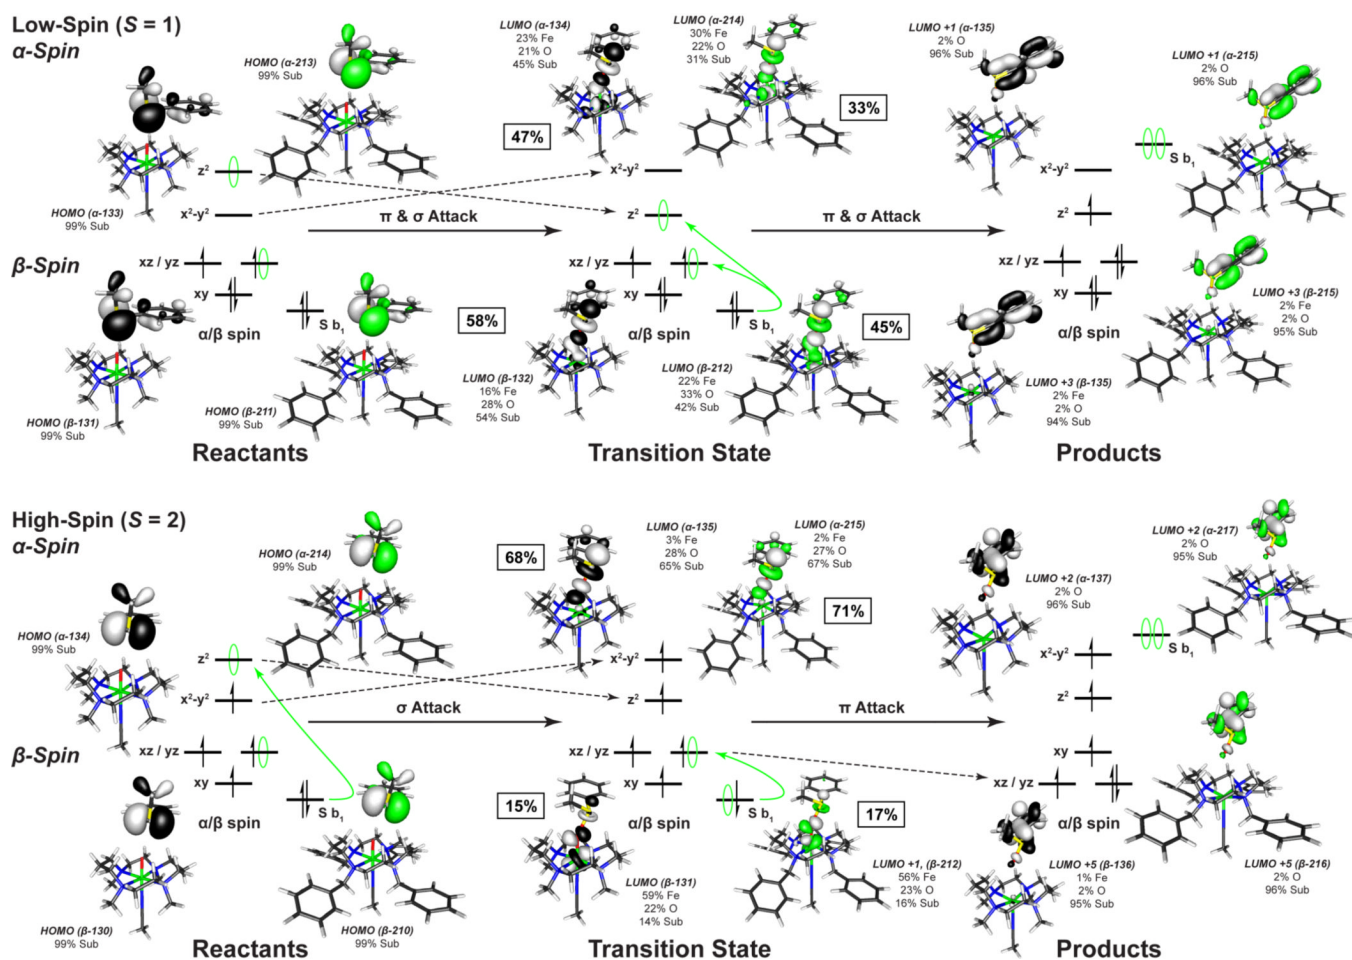 Low-Spin (S = 1)
α-Spin
HOMO (α-213)
99% Sub
LUMO (α-134)
23% Fe
21% O
45% Sub
LUMO (α-214)
30% Fe
22% O
31% Sub
LUMO +1 (α-135)
2% O
96% Sub
LUMO +1 (α-215)
2% O
96% Sub
47%
33%
z²
x²-y²
HOMO (α-133)
99% Sub
x²-y²
z²
S b₁
x²-y²
z²
π & σ Attack
π & σ Attack
β-Spin
xz / yz
xy
α/β spin
S b₁
58%
xz / yz
xy
α/β spin
S b₁
45%
xz / yz
xy
α/β spin
LUMO +3 (β-215)
2% Fe
2% O
95% Sub
HOMO (β-131)
99% Sub
HOMO (β-211)
99% Sub
LUMO (β-132)
16% Fe
28% O
54% Sub
LUMO (β-212)
22% Fe
33% O
42% Sub
LUMO +3 (β-135)
2% Fe
2% O
94% Sub
Reactants
Transition State
Products
High-Spin (S = 2)
α-Spin
HOMO (α-214)
99% Sub
68%
LUMO (α-135)
3% Fe
28% O
65% Sub
LUMO (α-215)
2% Fe
27% O
67% Sub
71%
LUMO +2 (α-137)
2% O
96% Sub
LUMO +2 (α-217)
2% O
95% Sub
HOMO (α-134)
99% Sub
z²
x²-y²
x²-y²
z²
S b₁
x²-y²
z²
σ Attack
π Attack
β-Spin
xz / yz
xy
α/β spin
S b₁
15%
xz / yz
xy
α/β spin
S b₁
17%
xy
xz / yz
α/β spin
HOMO (β-130)
99% Sub
HOMO (β-210)
99% Sub
LUMO (β-131)
59% Fe
22% O
14% Sub
LUMO +1, (β-212)
56% Fe
23% O
16% Sub
LUMO +5 (β-136)
1% Fe
2% O
95% Sub
LUMO +5 (β-216)
2% O
96% Sub
Reactants
Transition State
Products